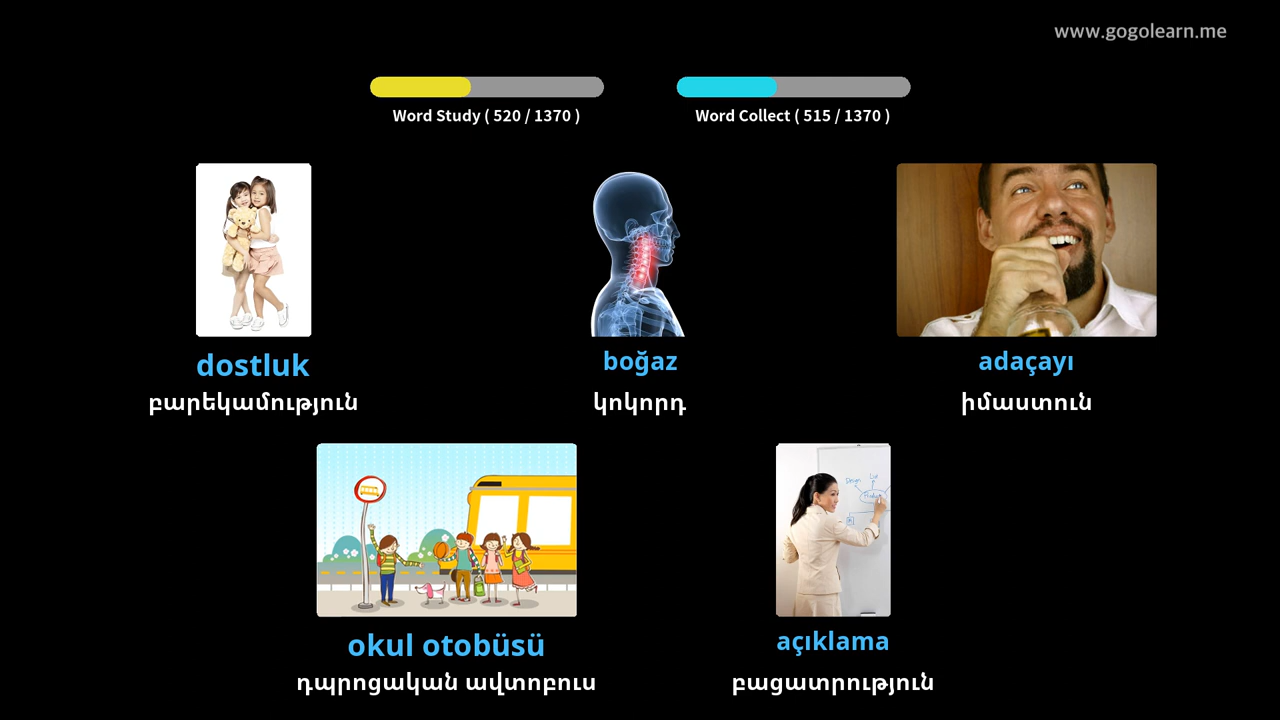 www.gogolearn.me
Word Study ( 520 / 1370 )
Word Collect ( 515 / 1370 )
dostluk
բարեկամություն
boğaz
կոկորդ
adaçayı
իմաստուն
Design
okul otobüsü
դպրոցական ավտոբուս
açıklama
բացատրություն